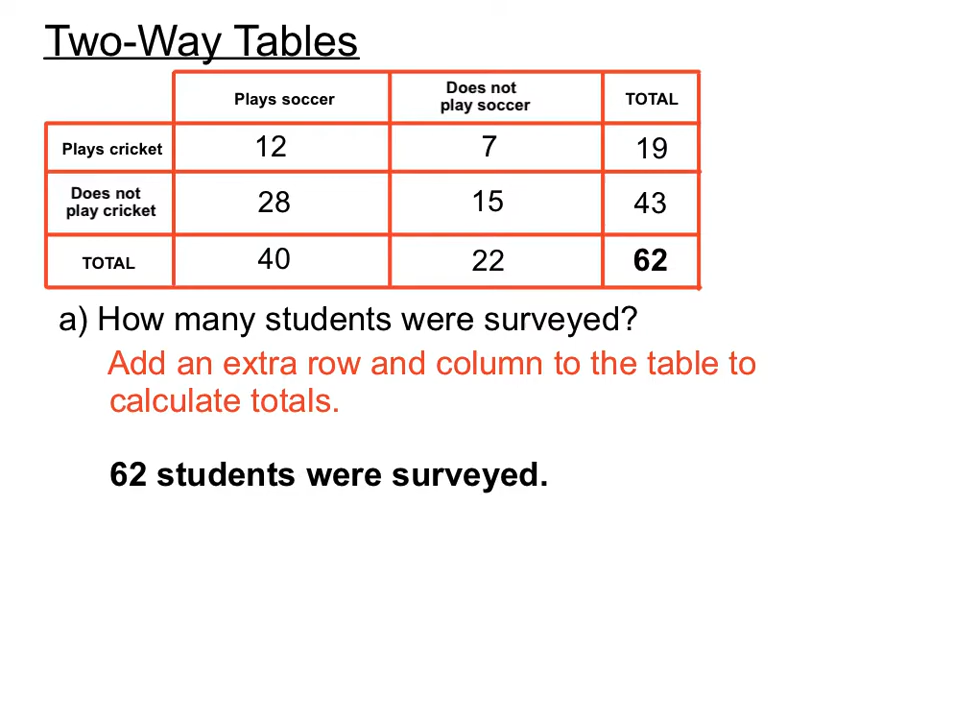 Two-Way Tables
Plays soccer Does not play soccer TOTAL
Plays cricket 12 7 19
Does not play cricket 28 15 43
TOTAL 40 22 62
a) How many students were surveyed?
Add an extra row and column to the table to
calculate totals.
62 students were surveyed.